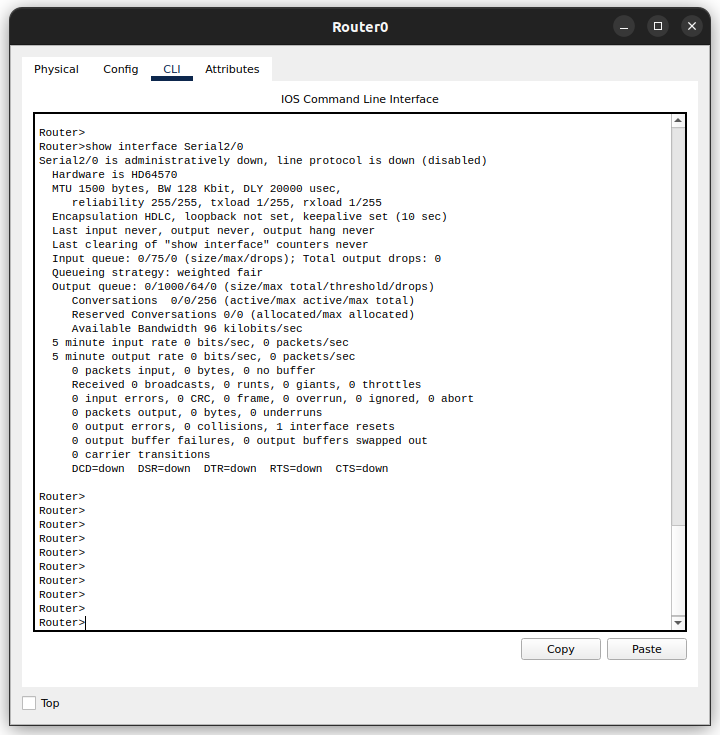 Router0
Physical Config CLI Attributes
IOS Command Line Interface
Router>
Router>show interface Serial2/0
Serial2/0 is administratively down, line protocol is down (disabled)
  Hardware is HD64570
  MTU 1500 bytes, BW 128 Kbit, DLY 20000 usec,
     reliability 255/255, txload 1/255, rxload 1/255
  Encapsulation HDLC, loopback not set, keepalive set (10 sec)
  Last input never, output never, output hang never
  Last clearing of "show interface" counters never
  Input queue: 0/75/0 (size/max/drops); Total output drops: 0
  Queueing strategy: weighted fair
  Output queue: 0/1000/64/0 (size/max total/threshold/drops)
     Conversations  0/0/256 (active/max active/max total)
     Reserved Conversations 0/0 (allocated/max allocated)
     Available Bandwidth 96 kilobits/sec
  5 minute input rate 0 bits/sec, 0 packets/sec
  5 minute output rate 0 bits/sec, 0 packets/sec
     0 packets input, 0 bytes, 0 no buffer
     Received 0 broadcasts, 0 runts, 0 giants, 0 throttles
     0 input errors, 0 CRC, 0 frame, 0 overrun, 0 ignored, 0 abort
     0 packets output, 0 bytes, 0 underruns
     0 output errors, 0 collisions, 1 interface resets
     0 output buffer failures, 0 output buffers swapped out
     0 carrier transitions
     DCD=down  DSR=down  DTR=down  RTS=down  CTS=down
Router>
Router>
Router>
Router>
Router>
Router>
Router>
Router>
Router>
Router>
Copy Paste
Top